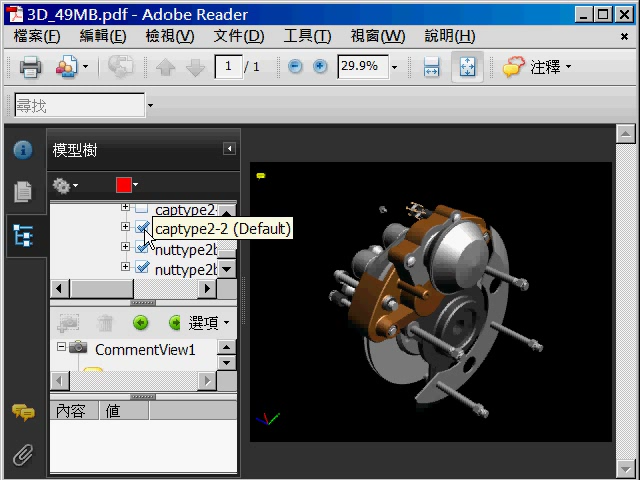 3D_49MB.pdf - Adobe Reader
檔案(F) 編輯(E) 檢視(V) 文件(D) 工具(T) 視窗(W) 說明(H)
1 / 1 29.9% 注釋
尋找
模型樹
captype2-
captype2-2 (Default)
nuttype2b
nuttype2b
選項
CommentView1
內容 值